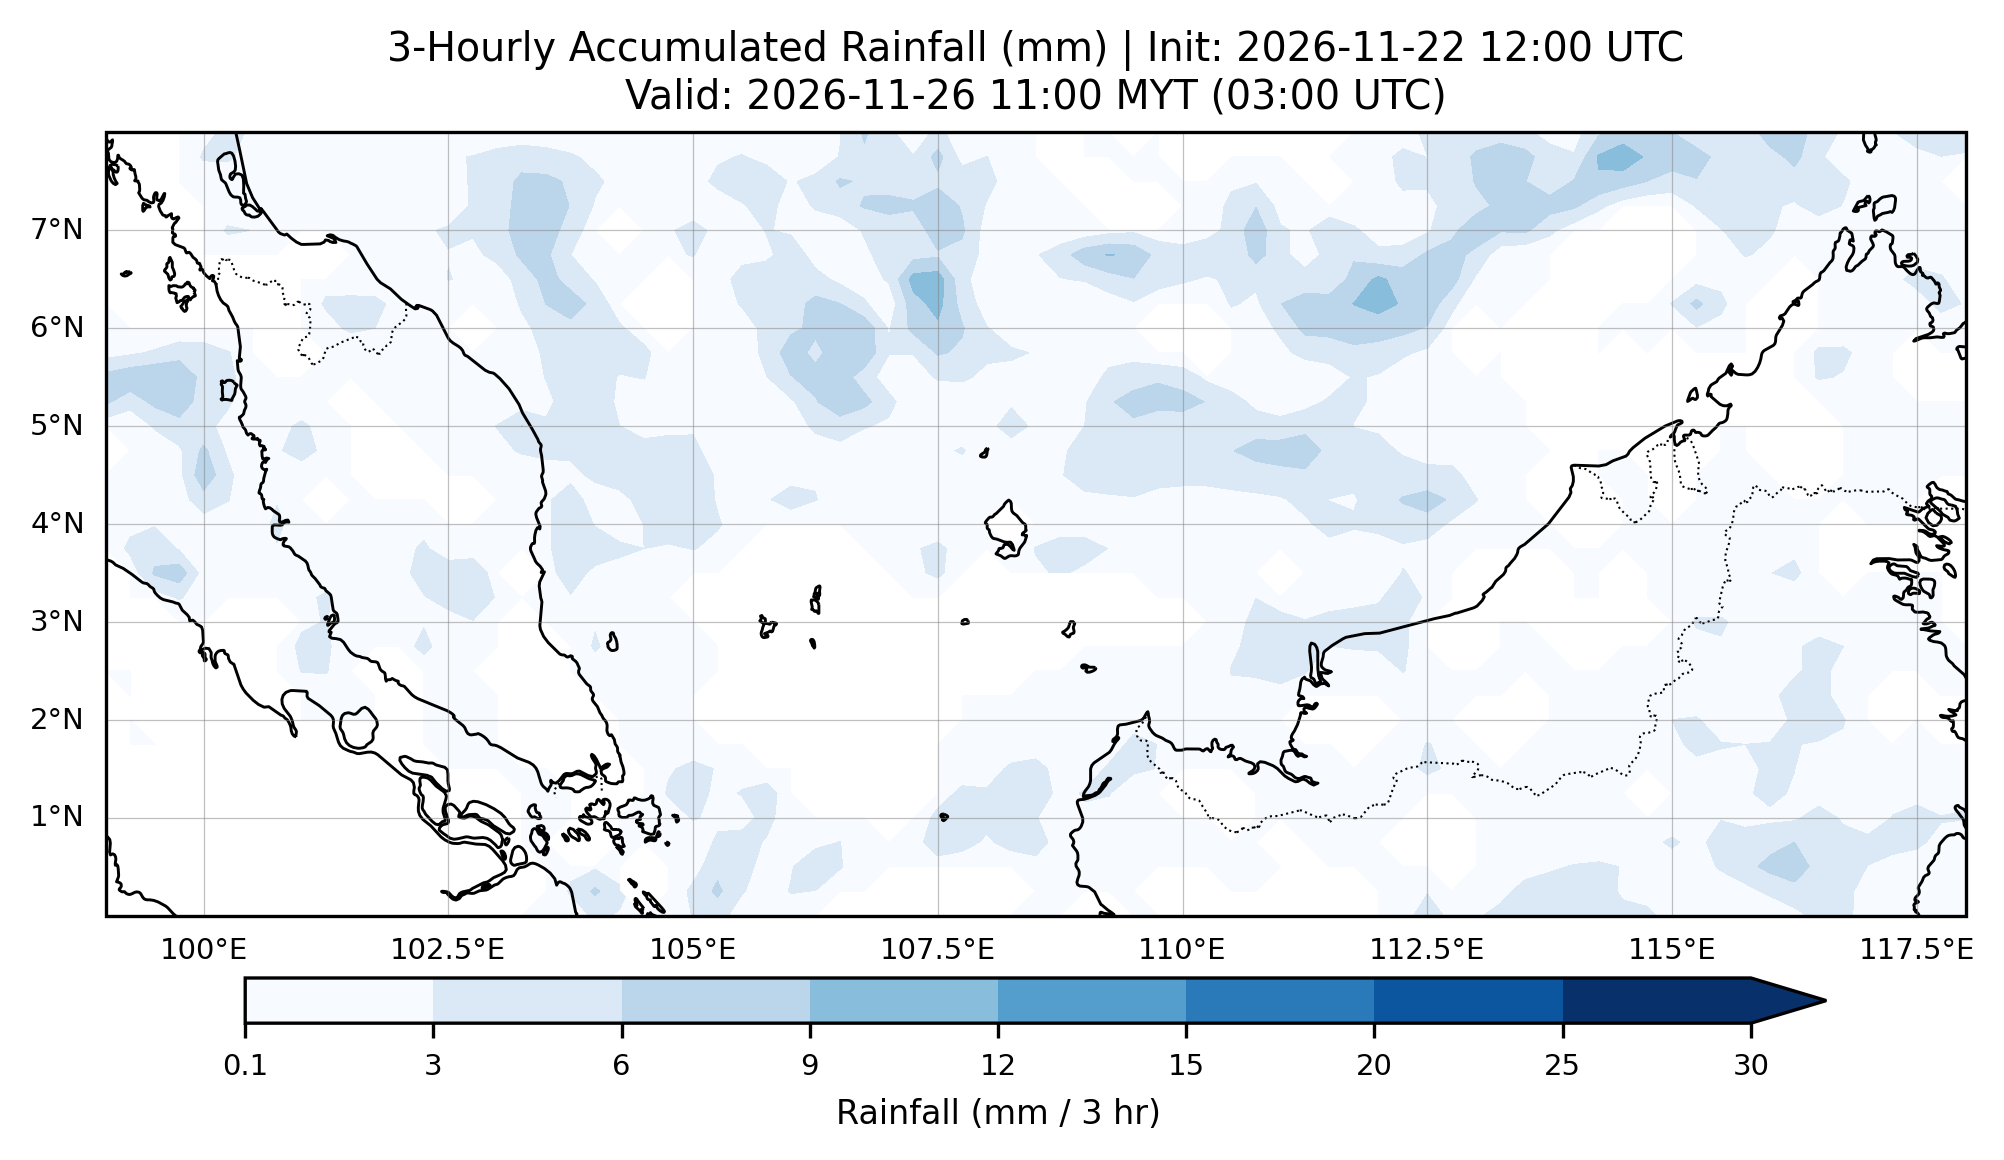 3-Hourly Accumulated Rainfall (mm) | Init: 2026-11-22 12:00 UTC
Valid: 2026-11-26 11:00 MYT (03:00 UTC)
7°N
6°N
5°N
4°N
3°N
2°N
1°N
100°E 102.5°E 105°E 107.5°E 110°E 112.5°E 115°E 117.5°E
0.1 3 6 9 12 15 20 25 30
Rainfall (mm / 3 hr)